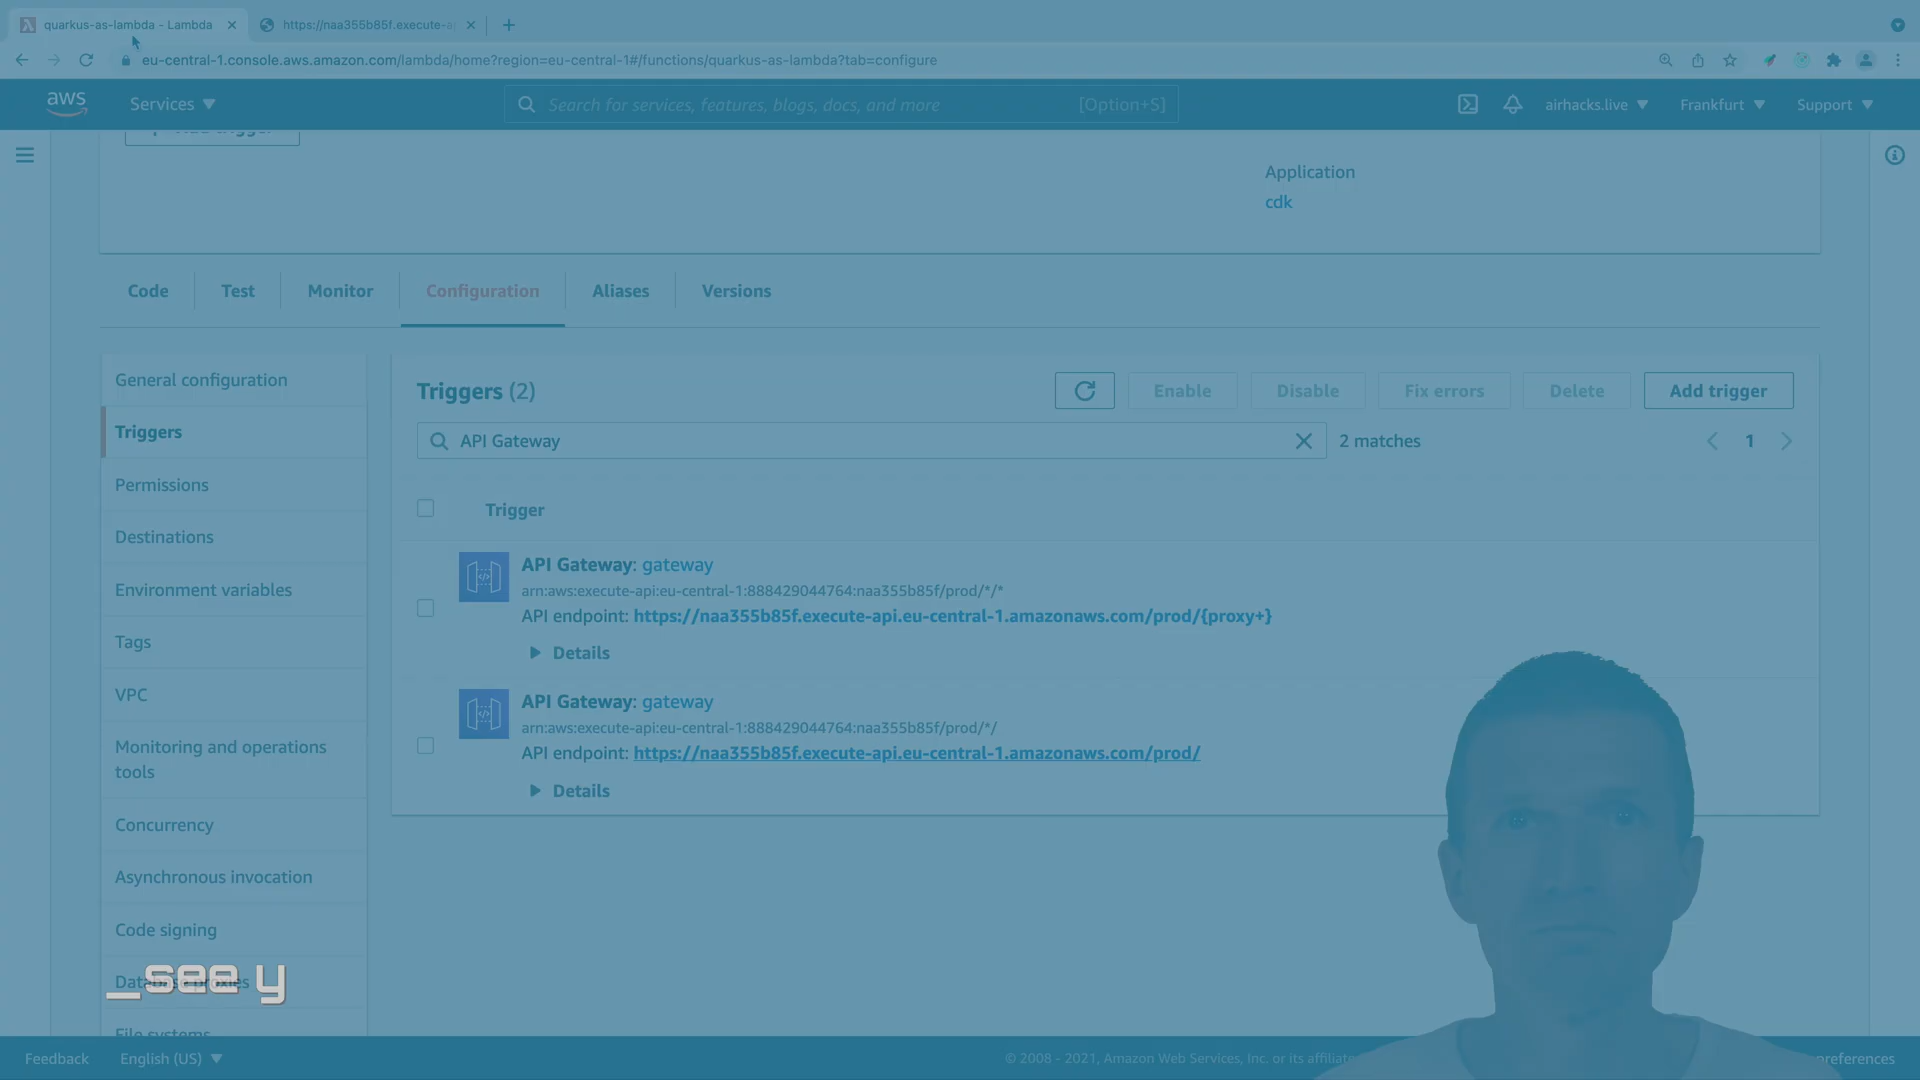 quarkus-as-lambda - Lambda
https://naa355b85f.execute-a
eu-central-1.console.aws.amazon.com/lambda/home?region=eu-central-1#/functions/quarkus-as-lambda?tab=configure
aws
Services
Search for services, features, blogs, docs, and more
[Option+S]
airhacks.live
Frankfurt
Support
Application
cdk
Code
Test
Monitor
Configuration
Aliases
Versions
General configuration
Triggers
Permissions
Destinations
Environment variables
Tags
VPC
Monitoring and operations
tools
Concurrency
Asynchronous invocation
Code signing
File systems
Triggers (2)
Enable
Disable
Fix errors
Delete
Add trigger
API Gateway
2 matches
1
Trigger
API Gateway: gateway
arn:aws:execute-api:eu-central-1:888429044764:naa355b85f/prod/*/*
API endpoint: https://naa355b85f.execute-api.eu-central-1.amazonaws.com/prod/{proxy+}
Details
API Gateway: gateway
arn:aws:execute-api:eu-central-1:888429044764:naa355b85f/prod/*/
API endpoint: https://naa355b85f.execute-api.eu-central-1.amazonaws.com/prod/
Details
_see y
Feedback
English (US)
© 2008 - 2021, Amazon Web Services, Inc. or its affiliate
preferences